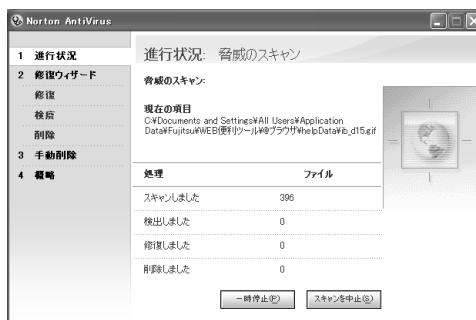 Norton AntiVirus
1 進行状況
2 修復ウィザード
修復
検疫
削除
3 手動削除
4 概略
進行状況: 脅威のスキャン
脅威のスキャン:
現在の項目
C:¥Documents and Settings¥All Users¥Application
Data¥Fujitsu¥WEB便利ツール¥@ブラウザ¥helpData¥ib_d15.gif
処理 ファイル
スキャンしました 396
検出しました 0
修復しました 0
削除しました 0
一時停止(P) スキャンを中止(S)